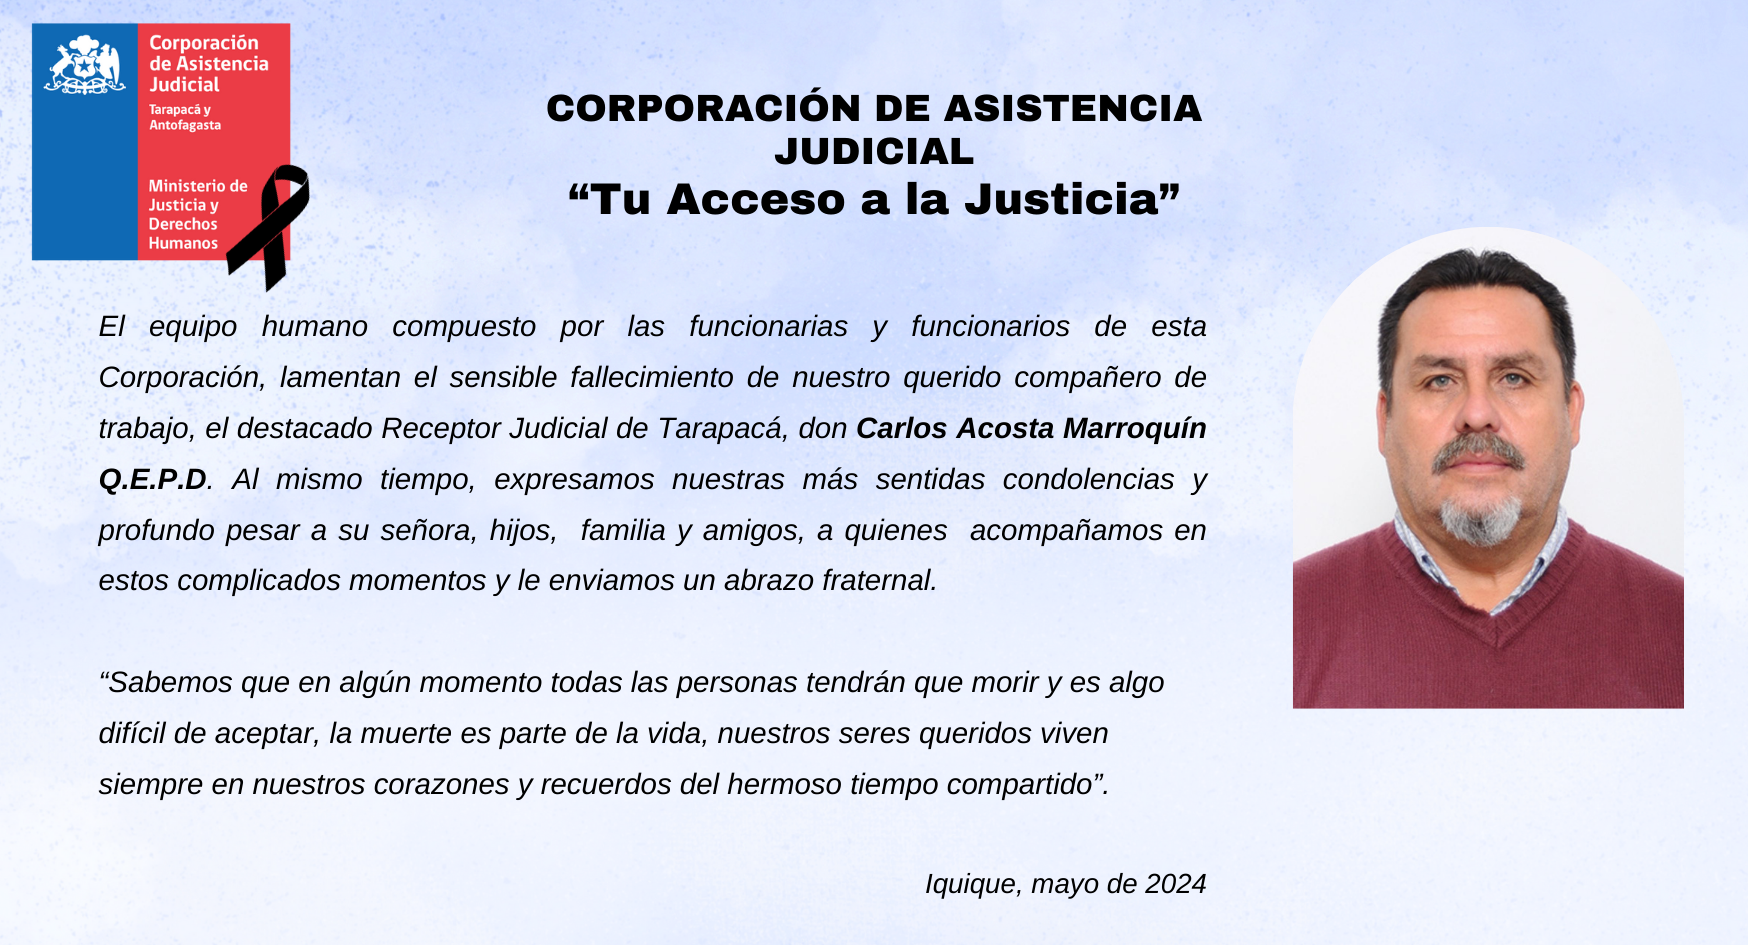 Corporación
de Asistencia
Judicial
Tarapacá y
Antofagasta
Ministerio de
Justicia y
Derechos
Humanos
CORPORACIÓN DE ASISTENCIA
JUDICIAL
“Tu Acceso a la Justicia”
El equipo humano compuesto por las funcionarias y funcionarios de esta
Corporación, lamentan el sensible fallecimiento de nuestro querido compañero de
trabajo, el destacado Receptor Judicial de Tarapacá, don Carlos Acosta Marroquín
Q.E.P.D. Al mismo tiempo, expresamos nuestras más sentidas condolencias y
profundo pesar a su señora, hijos, familia y amigos, a quienes acompañamos en
estos complicados momentos y le enviamos un abrazo fraternal.
“Sabemos que en algún momento todas las personas tendrán que morir y es algo
difícil de aceptar, la muerte es parte de la vida, nuestros seres queridos viven
siempre en nuestros corazones y recuerdos del hermoso tiempo compartido”.
Iquique, mayo de 2024